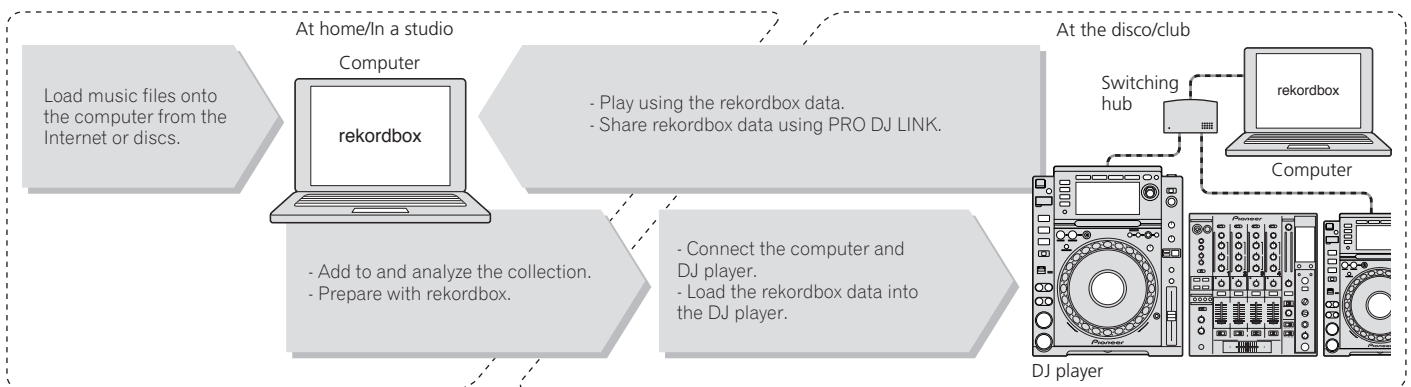 At home/In a studio
Computer
Load music files onto
the computer from the
Internet or discs.
rekordbox
- Play using the rekordbox data.
- Share rekordbox data using PRO DJ LINK.
- Add to and analyze the collection.
- Prepare with rekordbox.
- Connect the computer and
DJ player.
- Load the rekordbox data into
the DJ player.
At the disco/club
Switching
hub
rekordbox
Computer
Pioneer
Pioneer
DJ player